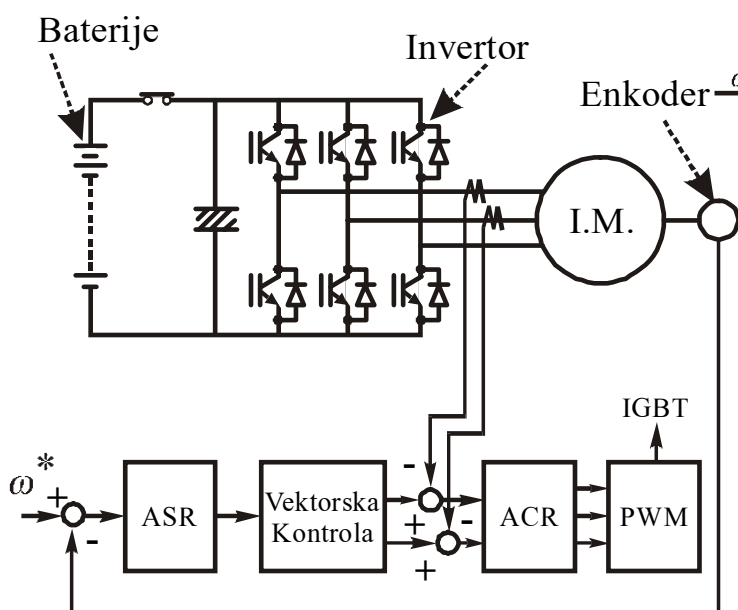 Baterije
Invertor
Enkoder
I.M.
IGBT
ω*
+
-
ASR
Vektorska
Kontrola
-
+
-
+
ACR
PWM